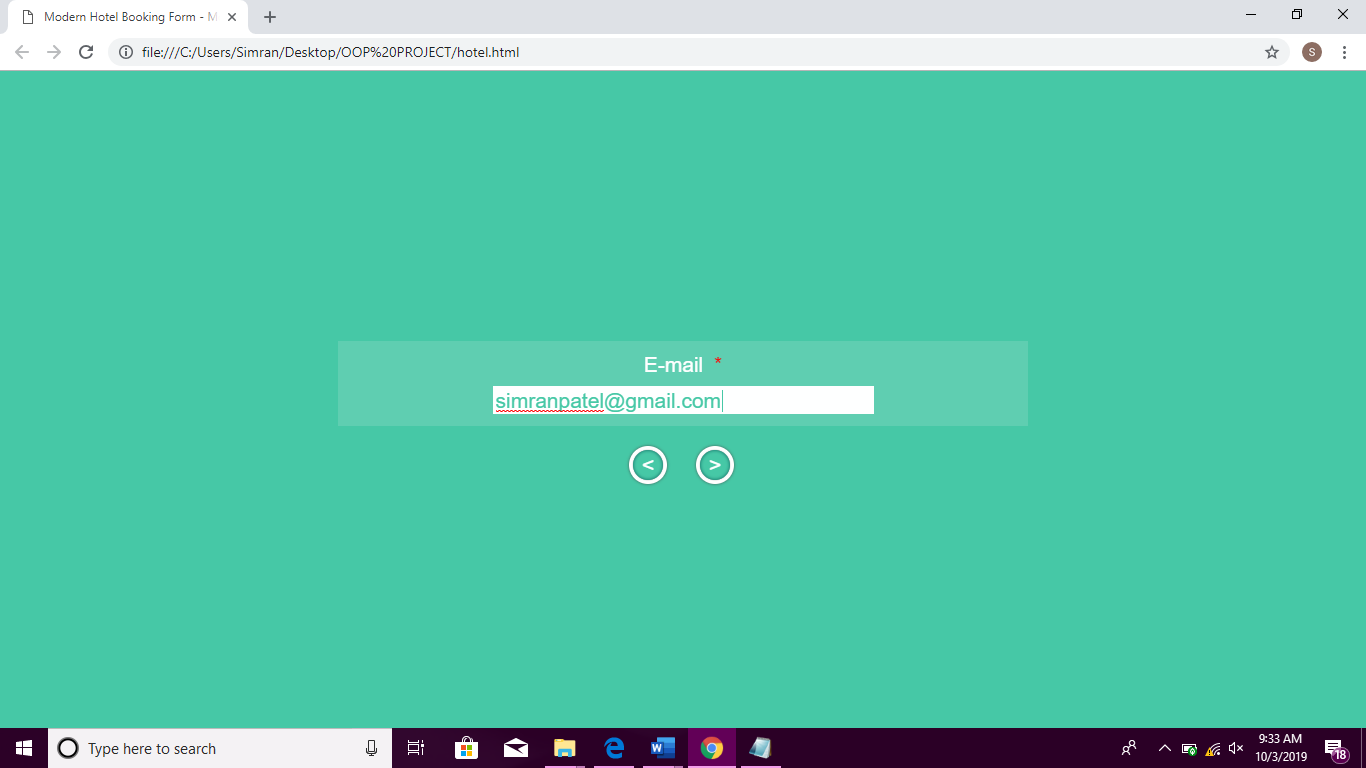 Modern Hotel Booking Form - M
file:///C:/Users/Simran/Desktop/OOP%20PROJECT/hotel.html
S
E-mail *
simranpatel@gmail.com
< >
Type here to search
9:33 AM
10/3/2019
18